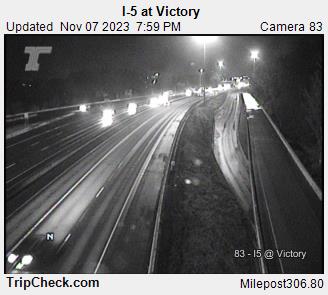 I-5 at Victory
Updated Nov 07 2023 7:59 PM Camera 83
T
N
83 - I5 @ Victory
TripCheck.com Milepost306.80